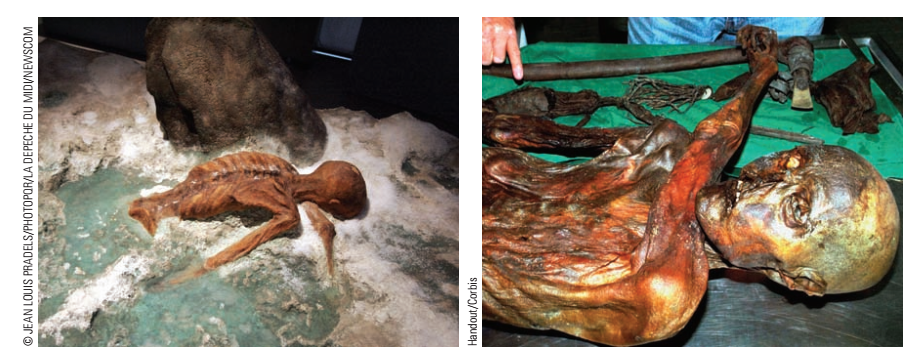 © JEAN LOUIS PRADELS/PHOTOPQR/LA DEPECHE DU MIDI/NEWSCOM
Handout/Corbis